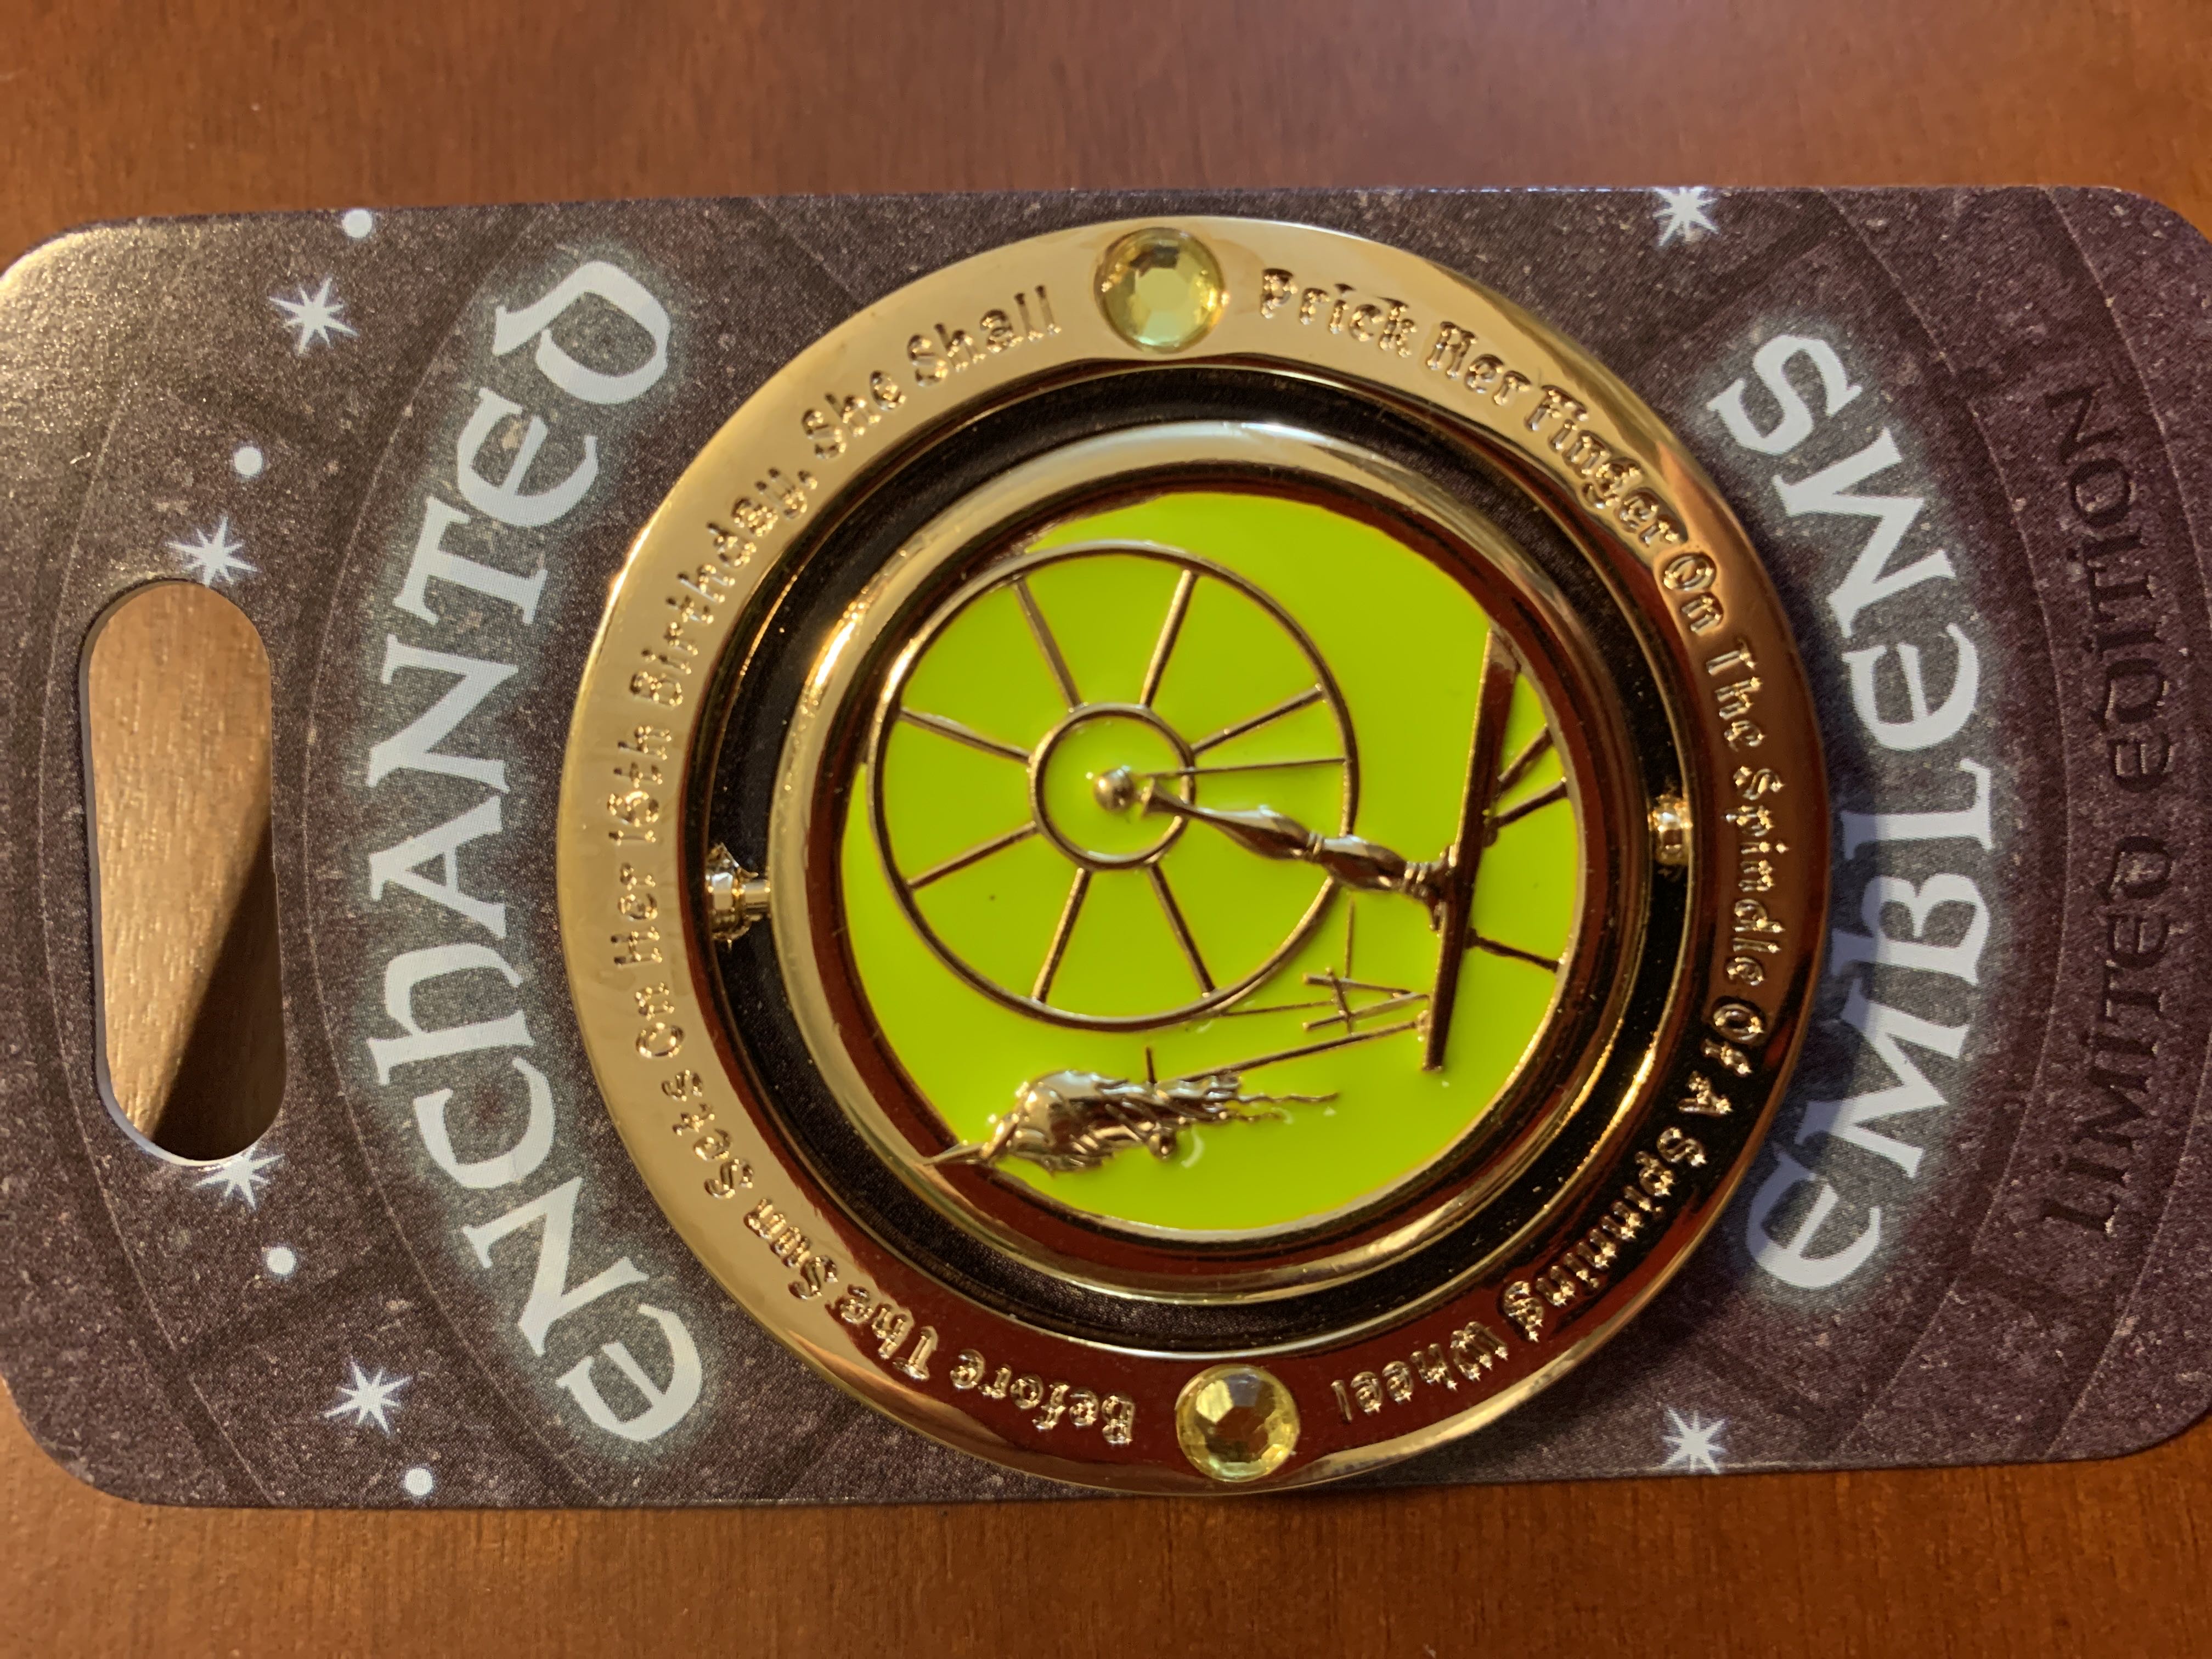 ENCHANTED
Before The Sun Sets On Her 16th Birthday, She Shall
Prick Her Finger On The Spindle Of A Spinning Wheel
EMBLEMS
LIMITED EDITION